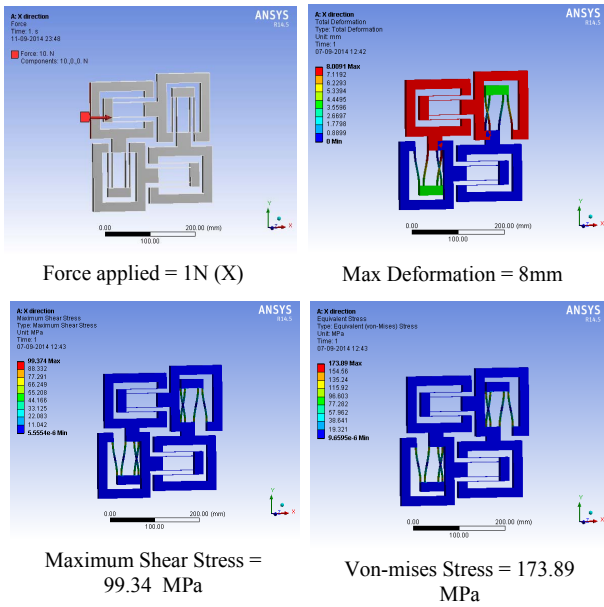 A: X direction
Force
Time: 1. s
11-09-2014 23:48
Force: 10. N
Components: 10.,0.,0. N
ANSYS
R14.5
Y
Z
X
0.00
200.00 (mm)
100.00
Force applied = 1N (X)
A: X direction
Total Deformation
Type: Total Deformation
Unit: mm
Time: 1
07-09-2014 12:42
8.0091 Max
7.1192
6.2293
5.3394
4.4495
3.5596
2.6697
1.7798
0.8899
0 Min
ANSYS
R14.5
Y
Z
X
0.00
200.00 (mm)
100.00
Max Deformation = 8mm
A: X direction
Maximum Shear Stress
Type: Maximum Shear Stress
Unit: MPa
Time: 1
07-09-2014 12:43
99.374 Max
88.332
77.291
66.249
55.208
44.166
33.125
22.083
11.042
5.5554e-6 Min
ANSYS
R14.5
Y
Z
X
0.00
200.00 (mm)
100.00
Maximum Shear Stress =
99.34 MPa
A: X direction
Equivalent Stress
Type: Equivalent (von-Mises) Stress
Unit: MPa
Time: 1
07-09-2014 12:43
173.89 Max
154.56
135.24
115.92
96.603
77.282
57.962
38.641
19.321
9.6595e-6 Min
ANSYS
R14.5
Y
Z
X
0.00
200.00 (mm)
100.00
Von-mises Stress = 173.89
MPa